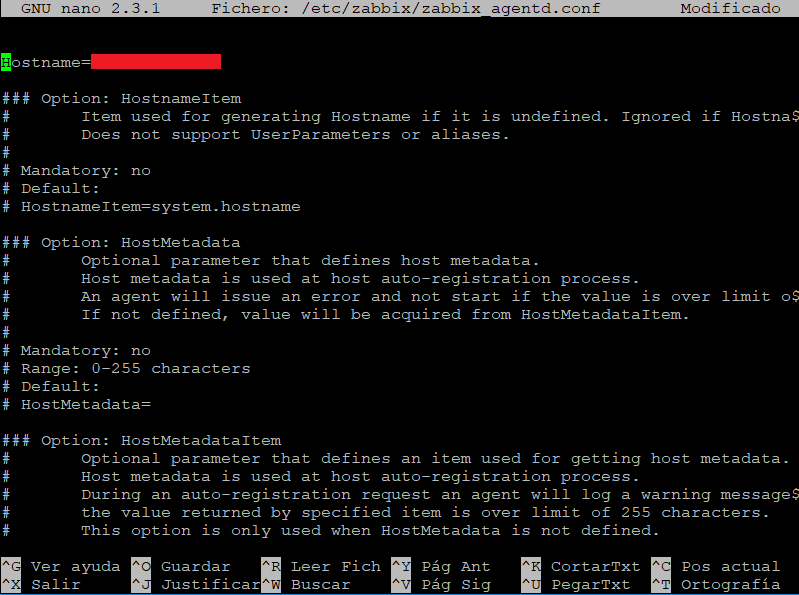 GNU nano 2.3.1 Fichero: /etc/zabbix/zabbix_agentd.conf Modificado
Hostname=
### Option: HostnameItem
# Item used for generating Hostname if it is undefined. Ignored if Hostna$
# Does not support UserParameters or aliases.
#
# Mandatory: no
# Default:
# HostnameItem=system.hostname
### Option: HostMetadata
# Optional parameter that defines host metadata.
# Host metadata is used at host auto-registration process.
# An agent will issue an error and not start if the value is over limit o$
# If not defined, value will be acquired from HostMetadataItem.
#
# Mandatory: no
# Range: 0-255 characters
# Default:
# HostMetadata=
### Option: HostMetadataItem
# Optional parameter that defines an item used for getting host metadata.
# Host metadata is used at host auto-registration process.
# During an auto-registration request an agent will log a warning message$
# the value returned by specified item is over limit of 255 characters.
# This option is only used when HostMetadata is not defined.
^G Ver ayuda ^O Guardar ^R Leer Fich ^Y Pág Ant ^K CortarTxt ^C Pos actual
^X Salir ^J Justificar ^W Buscar ^V Pág Sig ^U PegarTxt ^T Ortografía